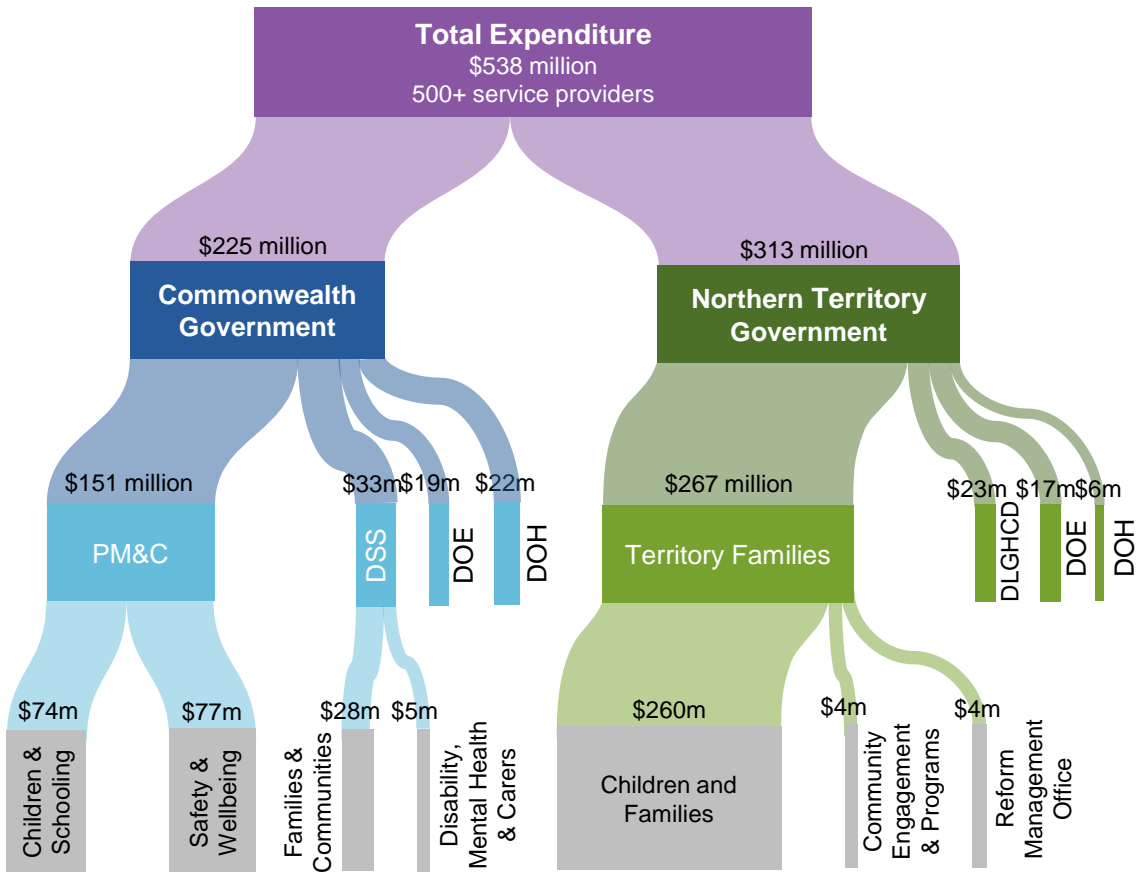 Total Expenditure
$538 million
500+ service providers
$225 million
$313 million
Commonwealth
Government
Northern Territory
Government
$151 million
$33m
$19m
$22m
$267 million
$23m
$17m
$6m
PM&C
DSS
DOE
DOH
Territory Families
DLGHCD
DOE
DOH
$74m
$77m
$28m
$5m
$260m
$4m
$4m
Children &
Schooling
Safety &
Wellbeing
Families &
Communities
Disability,
Mental Health
& Carers
Children and
Families
Community
Engagement
& Programs
Reform
Management
Office